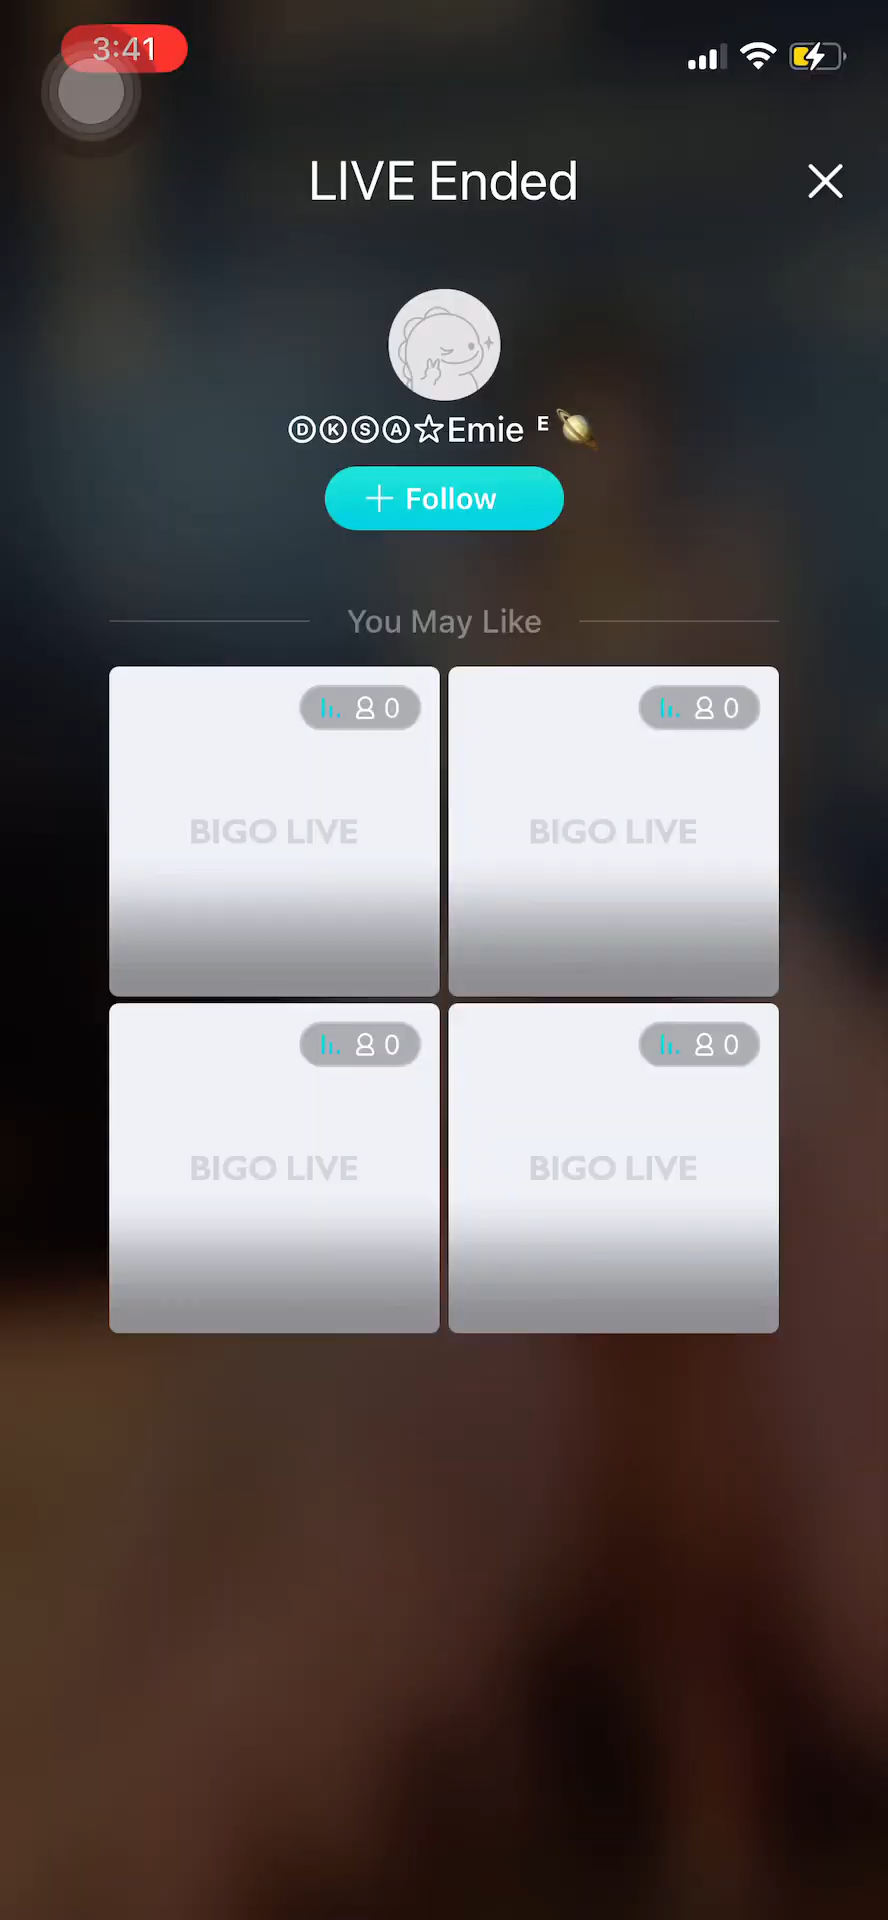 3:41
LIVE Ended
ⒹⓀⓈⒶ☆Emie ᴱ🪐
+ Follow
You May Like
0
0
BIGO LIVE
BIGO LIVE
0
0
BIGO LIVE
BIGO LIVE